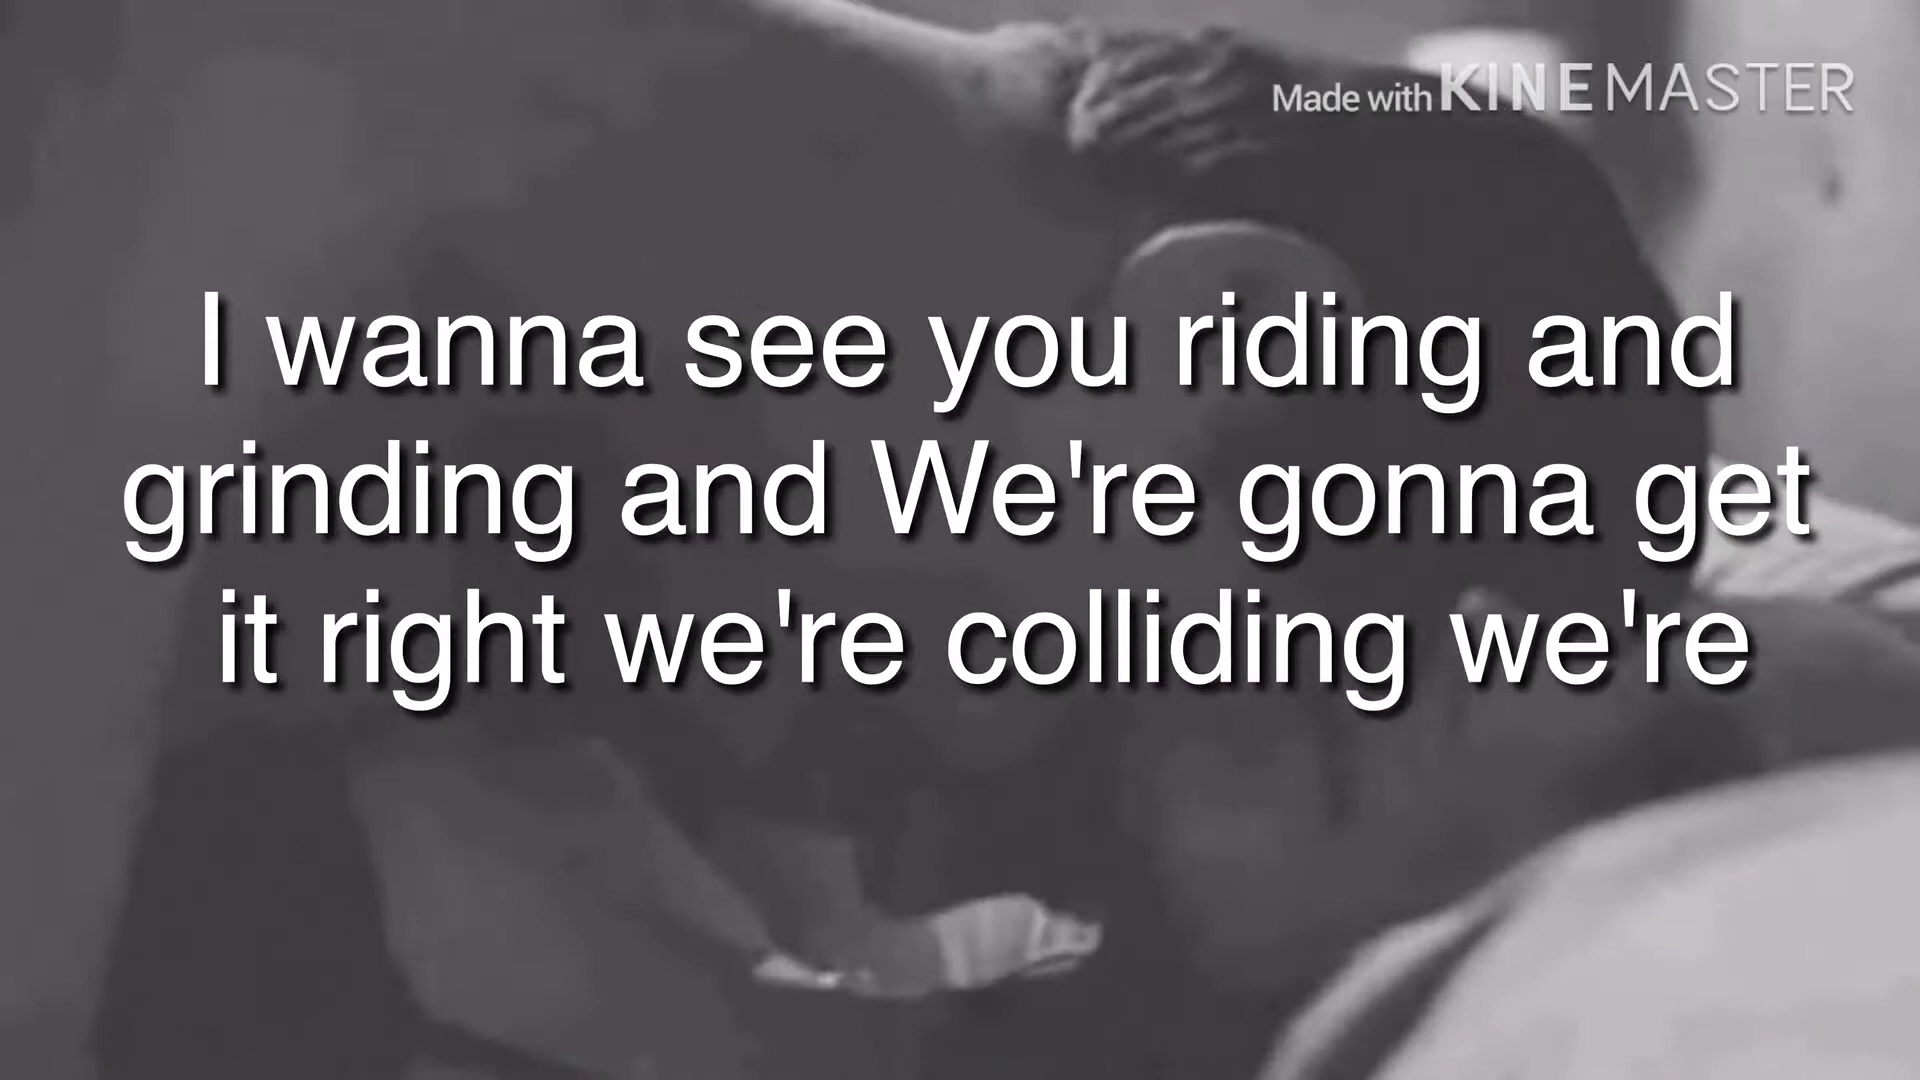 Made with KINEMASTER
I wanna see you riding and
grinding and We're gonna get
it right we're colliding we're